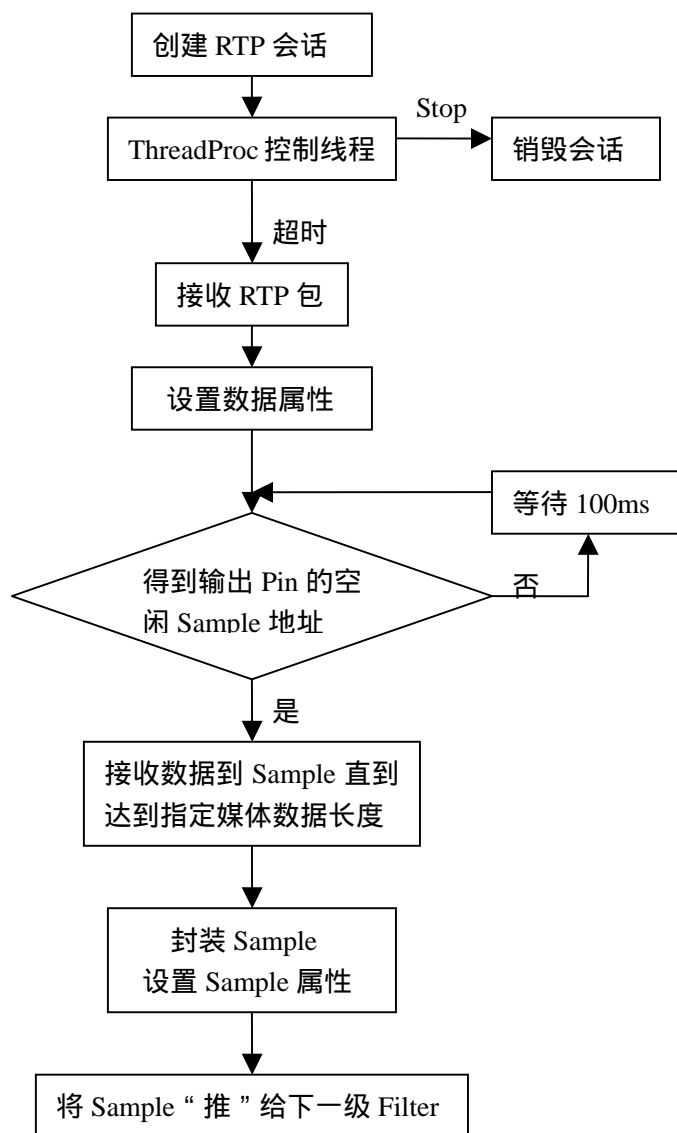 创建 RTP 会话
Stop
ThreadProc 控制线程
销毁会话
超时
接收 RTP 包
设置数据属性
等待 100ms
得到输出 Pin 的空
闲 Sample 地址
否
是
接收数据到 Sample 直到
达到指定媒体数据长度
封装 Sample
设置 Sample 属性
将 Sample “推”给下一级 Filter